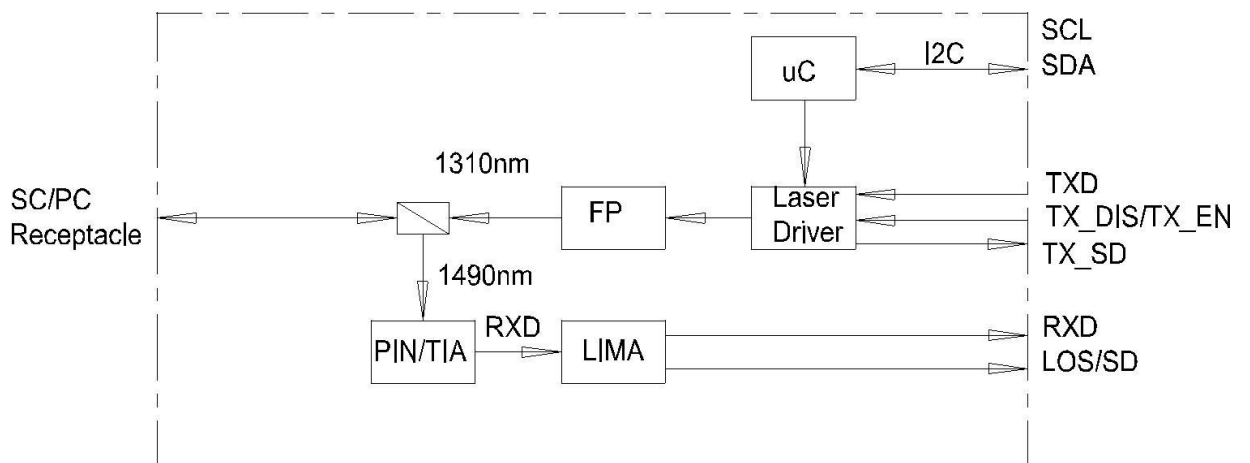 SCL
SDA
I2C
uC
1310nm
SC/PC
Receptacle
FP
Laser
Driver
TXD
TX_DIS/TX_EN
TX_SD
1490nm
PIN/TIA
RXD
LIMA
RXD
LOS/SD